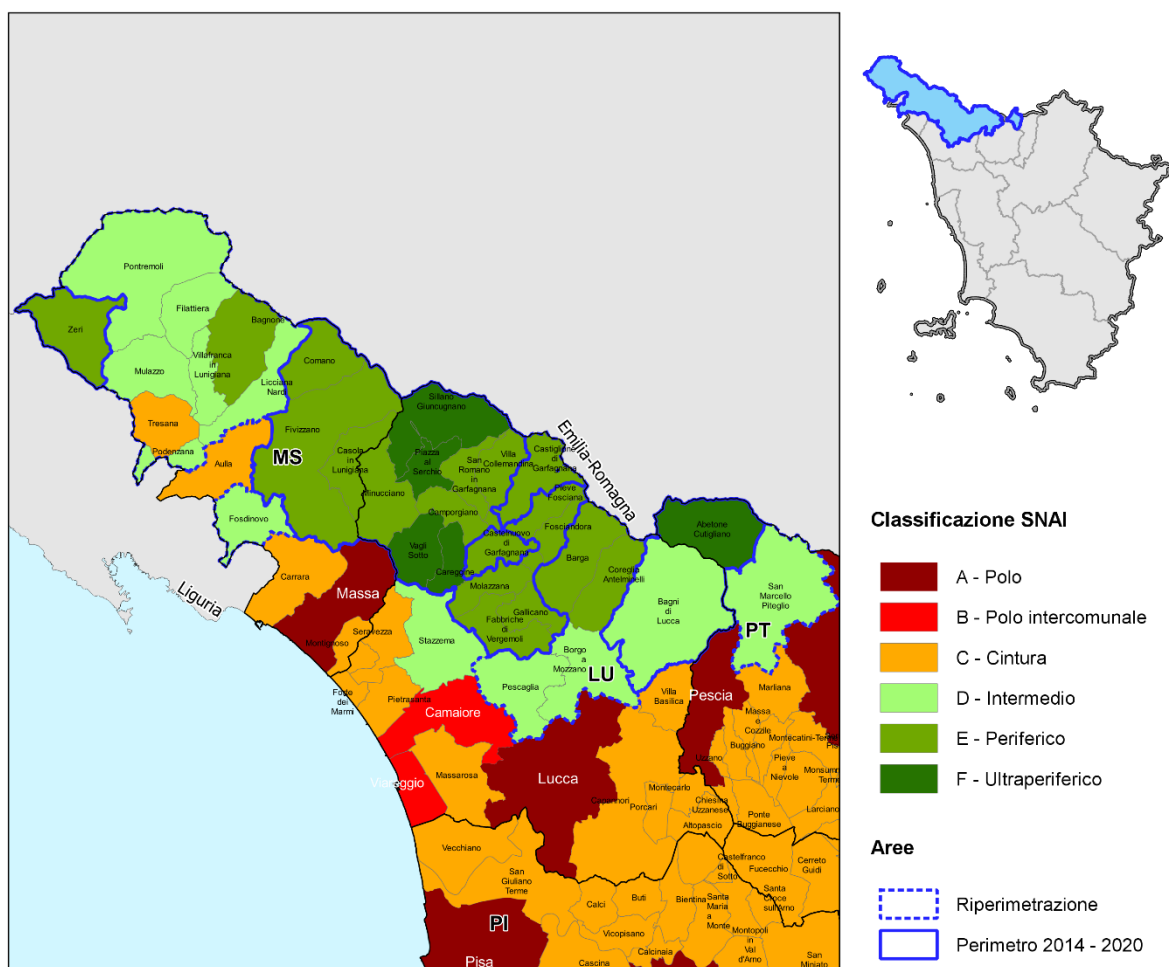 Pontremoli
Filattiera
Bagnone
Zeri
Villafranca
in
Lunigiana
Mulazzo
Comano
Licciana
Nardi
Sillano
Giuncugnano
Tresana
Fivizzano
Podenzana
Aulla
MS
Casola
in
Lunigiana
Piazza
al
Serchio
San
Romano
in
Garfagnana
Villa
Collemandina
Castiglione
di
Garfagnana
Emilia-Romagna
Minucciano
Pieve
Fosciana
Camporgiano
Fosdinovo
Castelnuovo
di
Garfagnana
Fosciandora
Abetone
Cutigliano
Vagli
Sotto
Careggine
Barga
Coreglia
Antelminelli
Carrara
Liguria
Massa
Molazzana
Gallicano
Fabbriche
di
Vergemoli
Bagni
di
Lucca
San
Marcello
Piteglio
PT
Seravezza
Montignoso
Stazzema
Borgo
a
Mozzano
LU
Pescaglia
Forte
dei
Marmi
Pietrasanta
Camaiore
Villa
Basilica
Pescia
Marliana
Massa
e
Cozzile
Montecatini-Terme
Buggiano
Pieve
a
Nievole
Uzzano
Viareggio
Massarosa
Lucca
Monsummano
Terme
Capannori
Porcari
Montecarlo
Chiesina
Uzzanese
Altopascio
Ponte
Buggianese
Larciano
Vecchiano
San
Giuliano
Terme
Castelfranco
di
Sotto
Fucecchio
Cerreto
Guidi
Calci
Buti
Bientina
Santa
Maria
a
Monte
Santa
Croce
sull'Arno
PI
Vicopisano
Montopoli
in
Val
d'Arno
Pisa
Cascina
Calcinaia
San
Miniato
Classificazione SNAI
A - Polo
B - Polo intercomunale
C - Cintura
D - Intermedio
E - Periferico
F - Ultraperiferico
Aree
Riperimetrazione
Perimetro 2014 - 2020